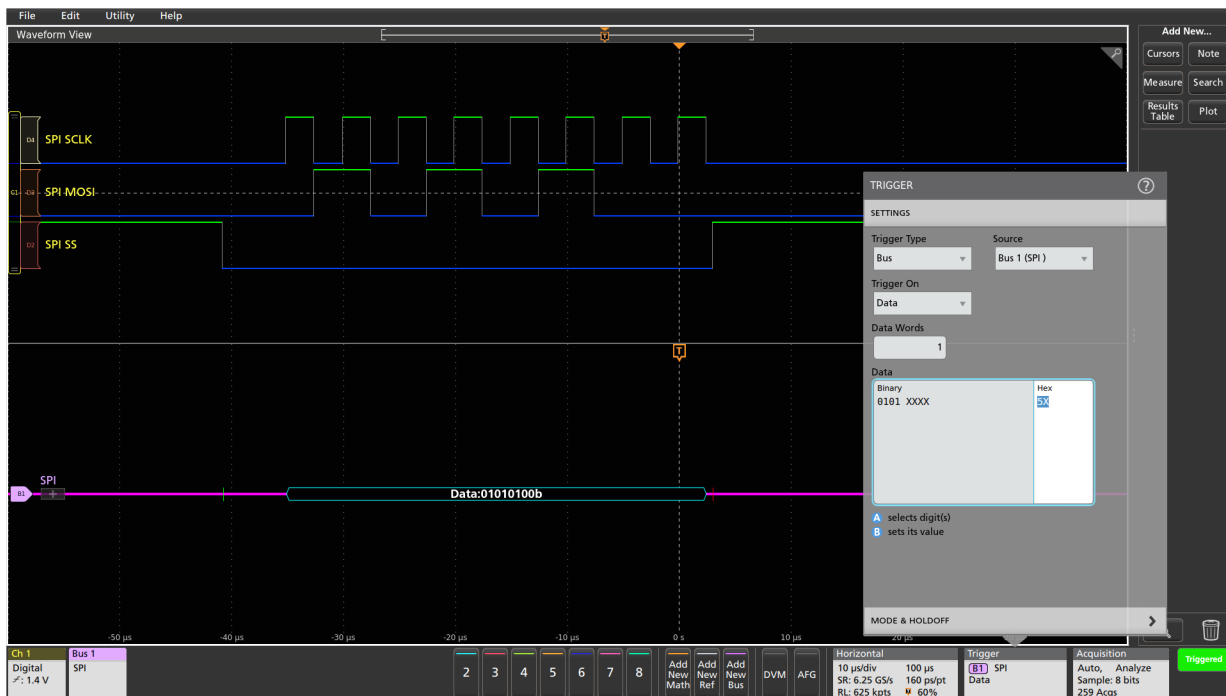 File Edit Utility Help
Waveform View
Add New...
Cursors Note
Measure Search
Results Table Plot
T
D4 SPI SCLK
C1 D3 SPI MOSI
D2 SPI SS
TRIGGER ?
SETTINGS
Trigger Type Source
Bus Bus 1 (SPI )
Trigger On
Data
Data Words
1
Data
Binary Hex
0101 XXXX 5X
A selects digit(s)
B sets its value
MODE & HOLDOFF
T
SPI
B1 +
Data:01010100b
-50 µs -40 µs -30 µs -20 µs -10 µs 0 s 10 µs 20 µs
Ch 1
Digital
: 1.4 V
Bus 1
SPI
2 3 4 5 6 7 8
Add New Math
Add New Ref
Add New Bus
DVM AFG
Horizontal
10 µs/div 100 µs
SR: 6.25 GS/s 160 ps/pt
RL: 625 kpts 60%
Trigger
B1 SPI
Data
Acquisition
Auto, Analyze
Sample: 8 bits
259 Acqs
Triggered